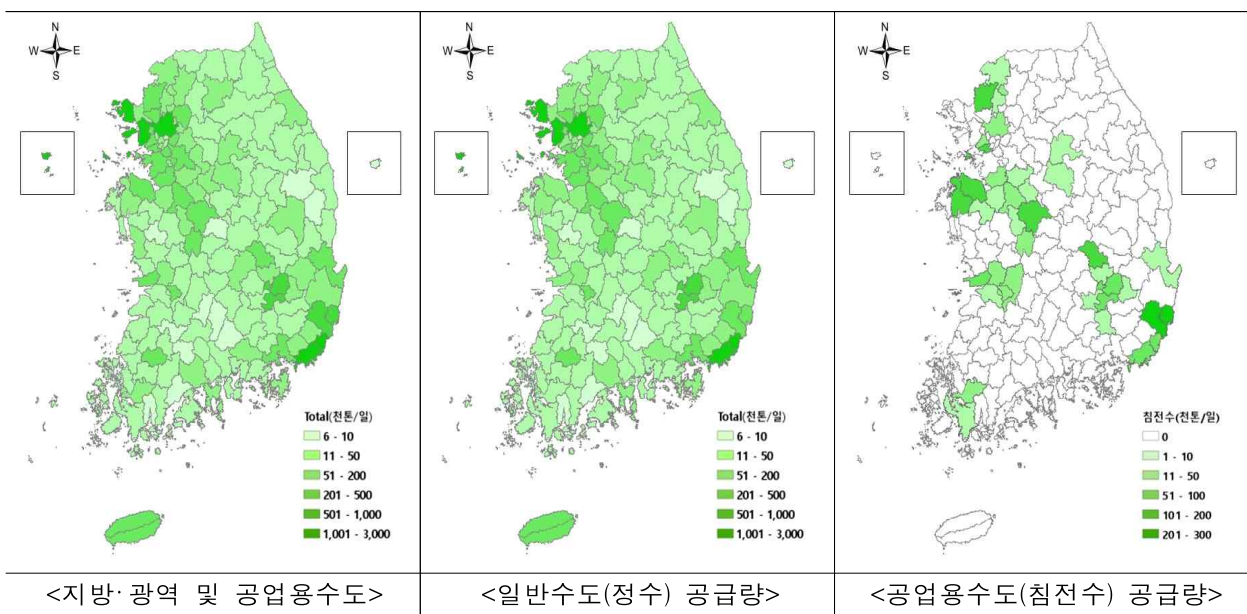 N
W E
S
Total(천톤/일)
6 - 10
11 - 50
51 - 200
201 - 500
501 - 1,000
1,001 - 3,000
<지방·광역 및 공업용수도>
N
W E
S
Total(천톤/일)
6 - 10
11 - 50
51 - 200
201 - 500
501 - 1,000
1,001 - 3,000
<일반수도(정수) 공급량>
N
W E
S
침전수(천톤/일)
0
1 - 10
11 - 50
51 - 100
101 - 200
201 - 300
<공업용수도(침전수) 공급량>